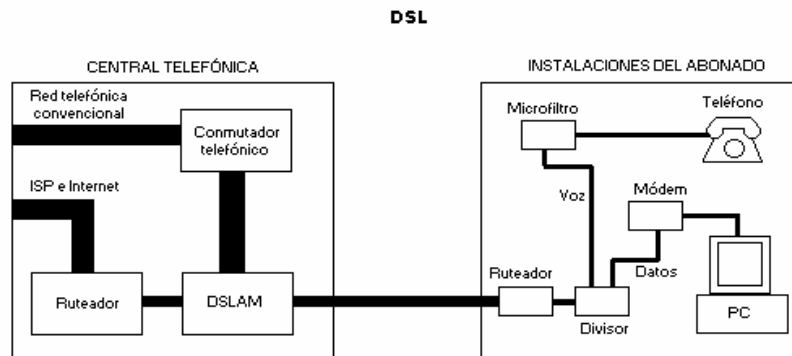 DSL
CENTRAL TELEFÓNICA
Red telefónica
convencional
Conmutador
telefónico
ISP e Internet
Ruteador
DSLAM
INSTALACIONES DEL ABONADO
Microfiltro
Teléfono
Voz
Módem
Ruteador
Datos
Divisor
PC